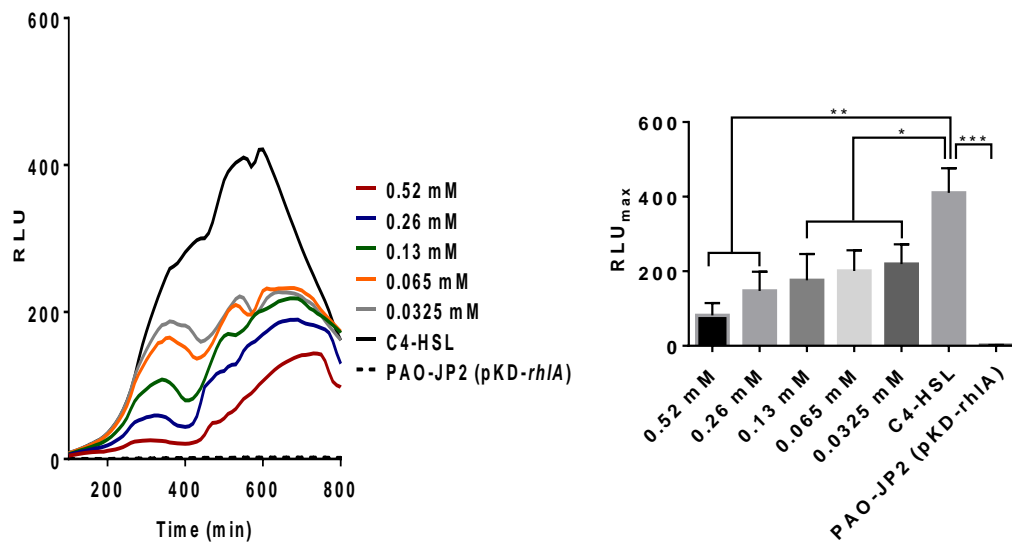 600
400
200
0
RLU
200 400 600 800
Time (min)
0.52 mM
0.26 mM
0.13 mM
0.065 mM
0.0325 mM
C4-HSL
PAO-JP2 (pKD-rhlA)
600
400
200
0
RLUmax
**
*
***
0.52 mM
0.26 mM
0.13 mM
0.065 mM
0.0325 mM
C4-HSL
PAO-JP2 (pKD-rhlA)